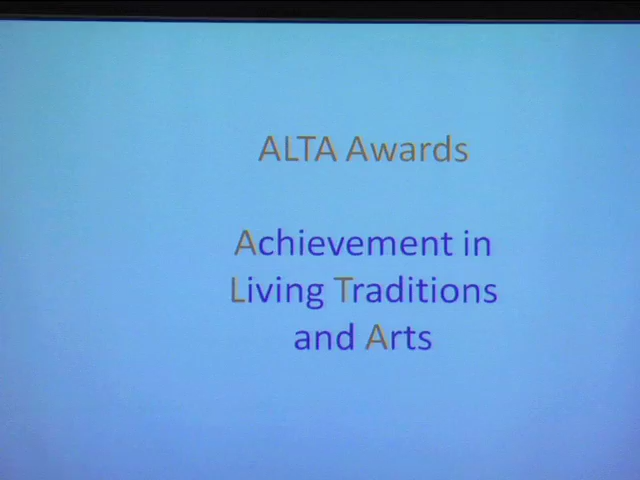 ALTA Awards
Achievement in
Living Traditions
and Arts